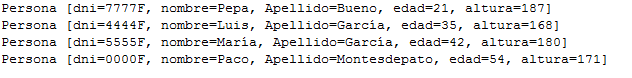 Persona [dni=7777F, nombre=Pepa, Apellido=Bueno, edad=21, altura=187]
Persona [dni=4444F, nombre=Luis, Apellido=García, edad=35, altura=168]
Persona [dni=5555F, nombre=María, Apellido=García, edad=42, altura=180]
Persona [dni=0000F, nombre=Paco, Apellido=Montesdepato, edad=54, altura=171]